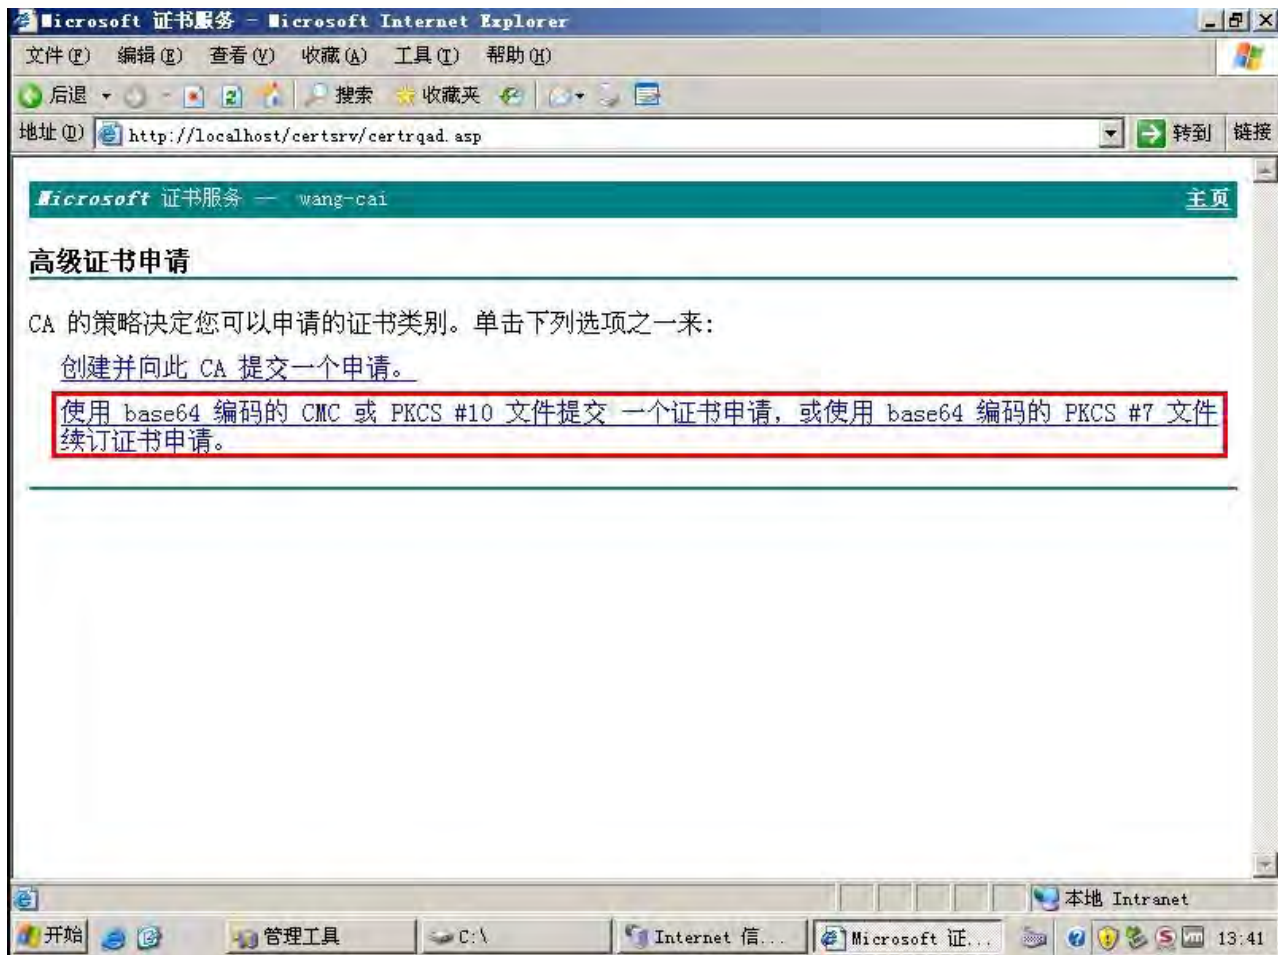 Microsoft 证书服务 - Microsoft Internet Explorer
文件(F) 编辑(E) 查看(V) 收藏(A) 工具(T) 帮助(H)
后退 搜索 收藏夹
地址(D) http://localhost/certsrv/certrqad.asp 转到 链接
Microsoft 证书服务 — wang-cai 主页
高级证书申请
CA 的策略决定您可以申请的证书类别。单击下列选项之一来:
创建并向此 CA 提交一个申请。
使用 base64 编码的 CMC 或 PKCS #10 文件提交 一个证书申请，或使用 base64 编码的 PKCS #7 文件
续订证书申请。
本地 Intranet
开始 管理工具 C:\ Internet 信... Microsoft 证... 13:41